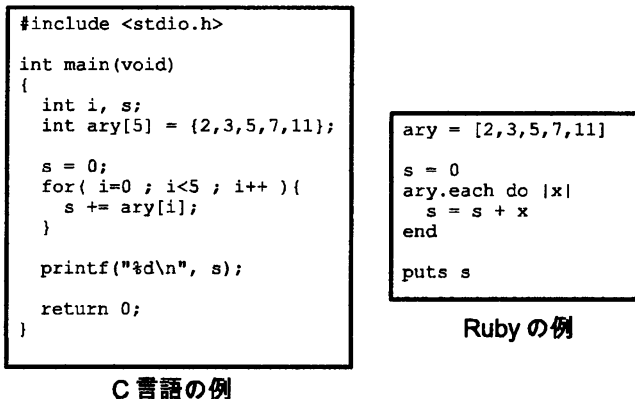 #include <stdio.h>
int main(void)
{
int i, s;
int ary[5] = {2,3,5,7,11};
s = 0;
for( i=0 ; i<5 ; i++ ){
s += ary[i];
}
printf("%d\n", s);
return 0;
}
C 言語の例
ary = [2,3,5,7,11]
s = 0
ary.each do |x|
s = s + x
end
puts s
Ruby の例